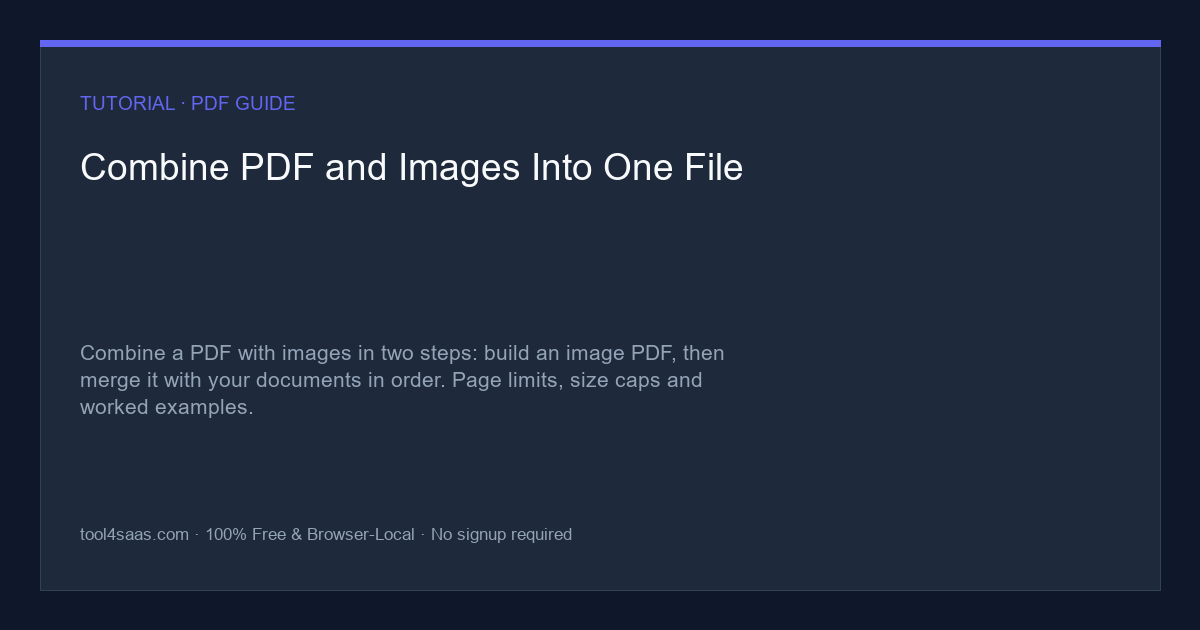 TUTORIAL · PDF GUIDE
Combine PDF and Images Into One File
Combine a PDF with images in two steps: build an image PDF, then
merge it with your documents in order. Page limits, size caps and
worked examples.
tool4saas.com · 100% Free & Browser-Local · No signup required